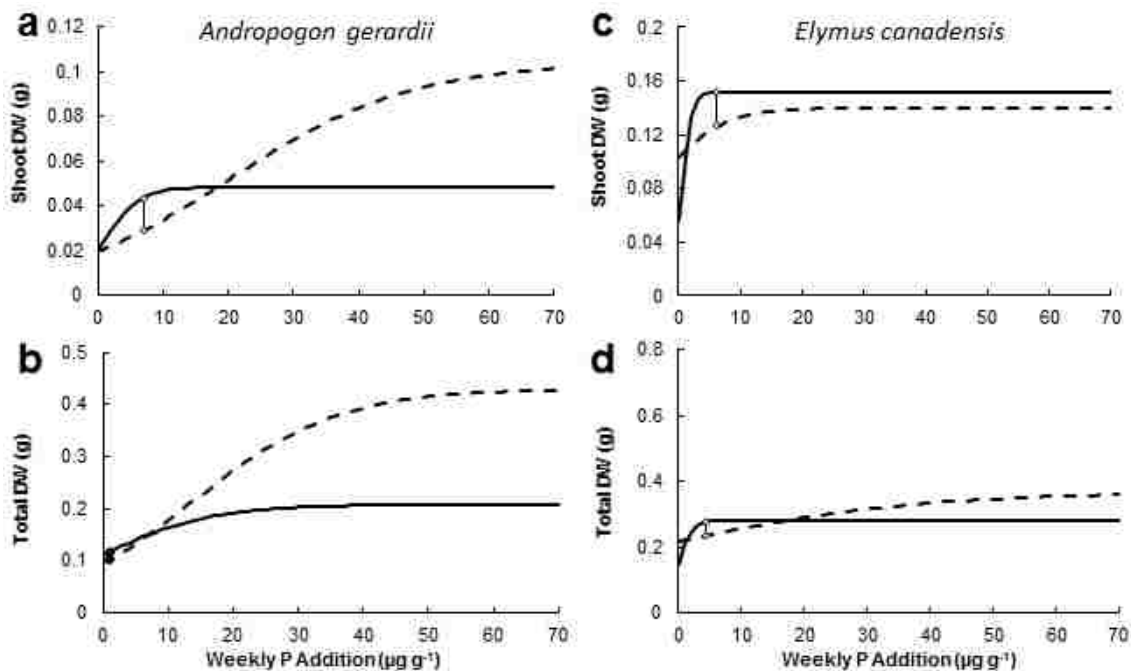 a
Andropogon gerardii
Shoot DW (g)
0.12
0.1
0.08
0.06
0.04
0.02
0
0 10 20 30 40 50 60 70
c
Elymus canadensis
Shoot DW (g)
0.2
0.16
0.12
0.08
0.04
0
0 10 20 30 40 50 60 70
b
Total DW (g)
0.5
0.4
0.3
0.2
0.1
0
0 10 20 30 40 50 60 70
Weekly P Addition (µg g⁻¹)
d
Total DW (g)
0.8
0.6
0.4
0.2
0
0 10 20 30 40 50 60 70
Weekly P Addition (µg g⁻¹)